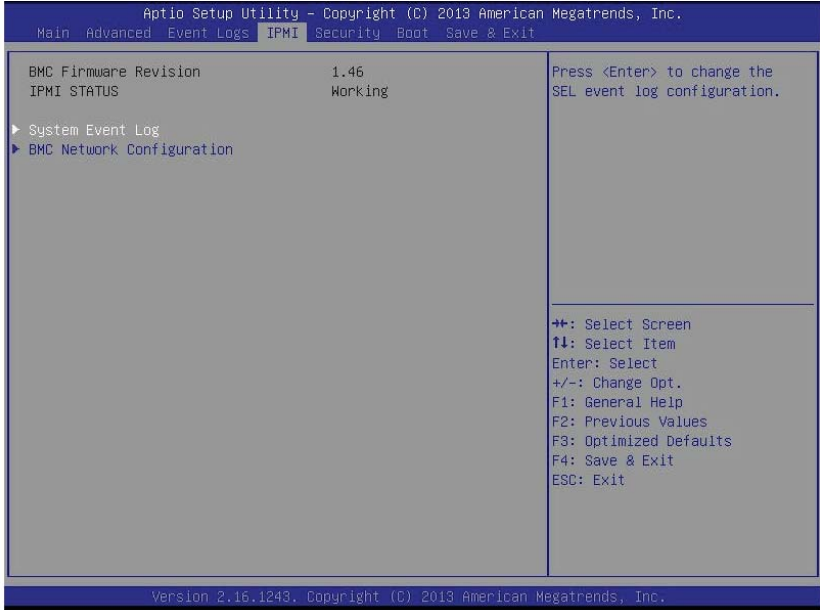 Aptio Setup Utility – Copyright (C) 2013 American Megatrends, Inc.
Main Advanced Event Logs IPMI Security Boot Save & Exit
BMC Firmware Revision 1.46
IPMI STATUS Working
System Event Log
BMC Network Configuration
Press <Enter> to change the
SEL event log configuration.
→←: Select Screen
↑↓: Select Item
Enter: Select
+/-: Change Opt.
F1: General Help
F2: Previous Values
F3: Optimized Defaults
F4: Save & Exit
ESC: Exit
Version 2.16.1243. Copyright (C) 2013 American Megatrends, Inc.